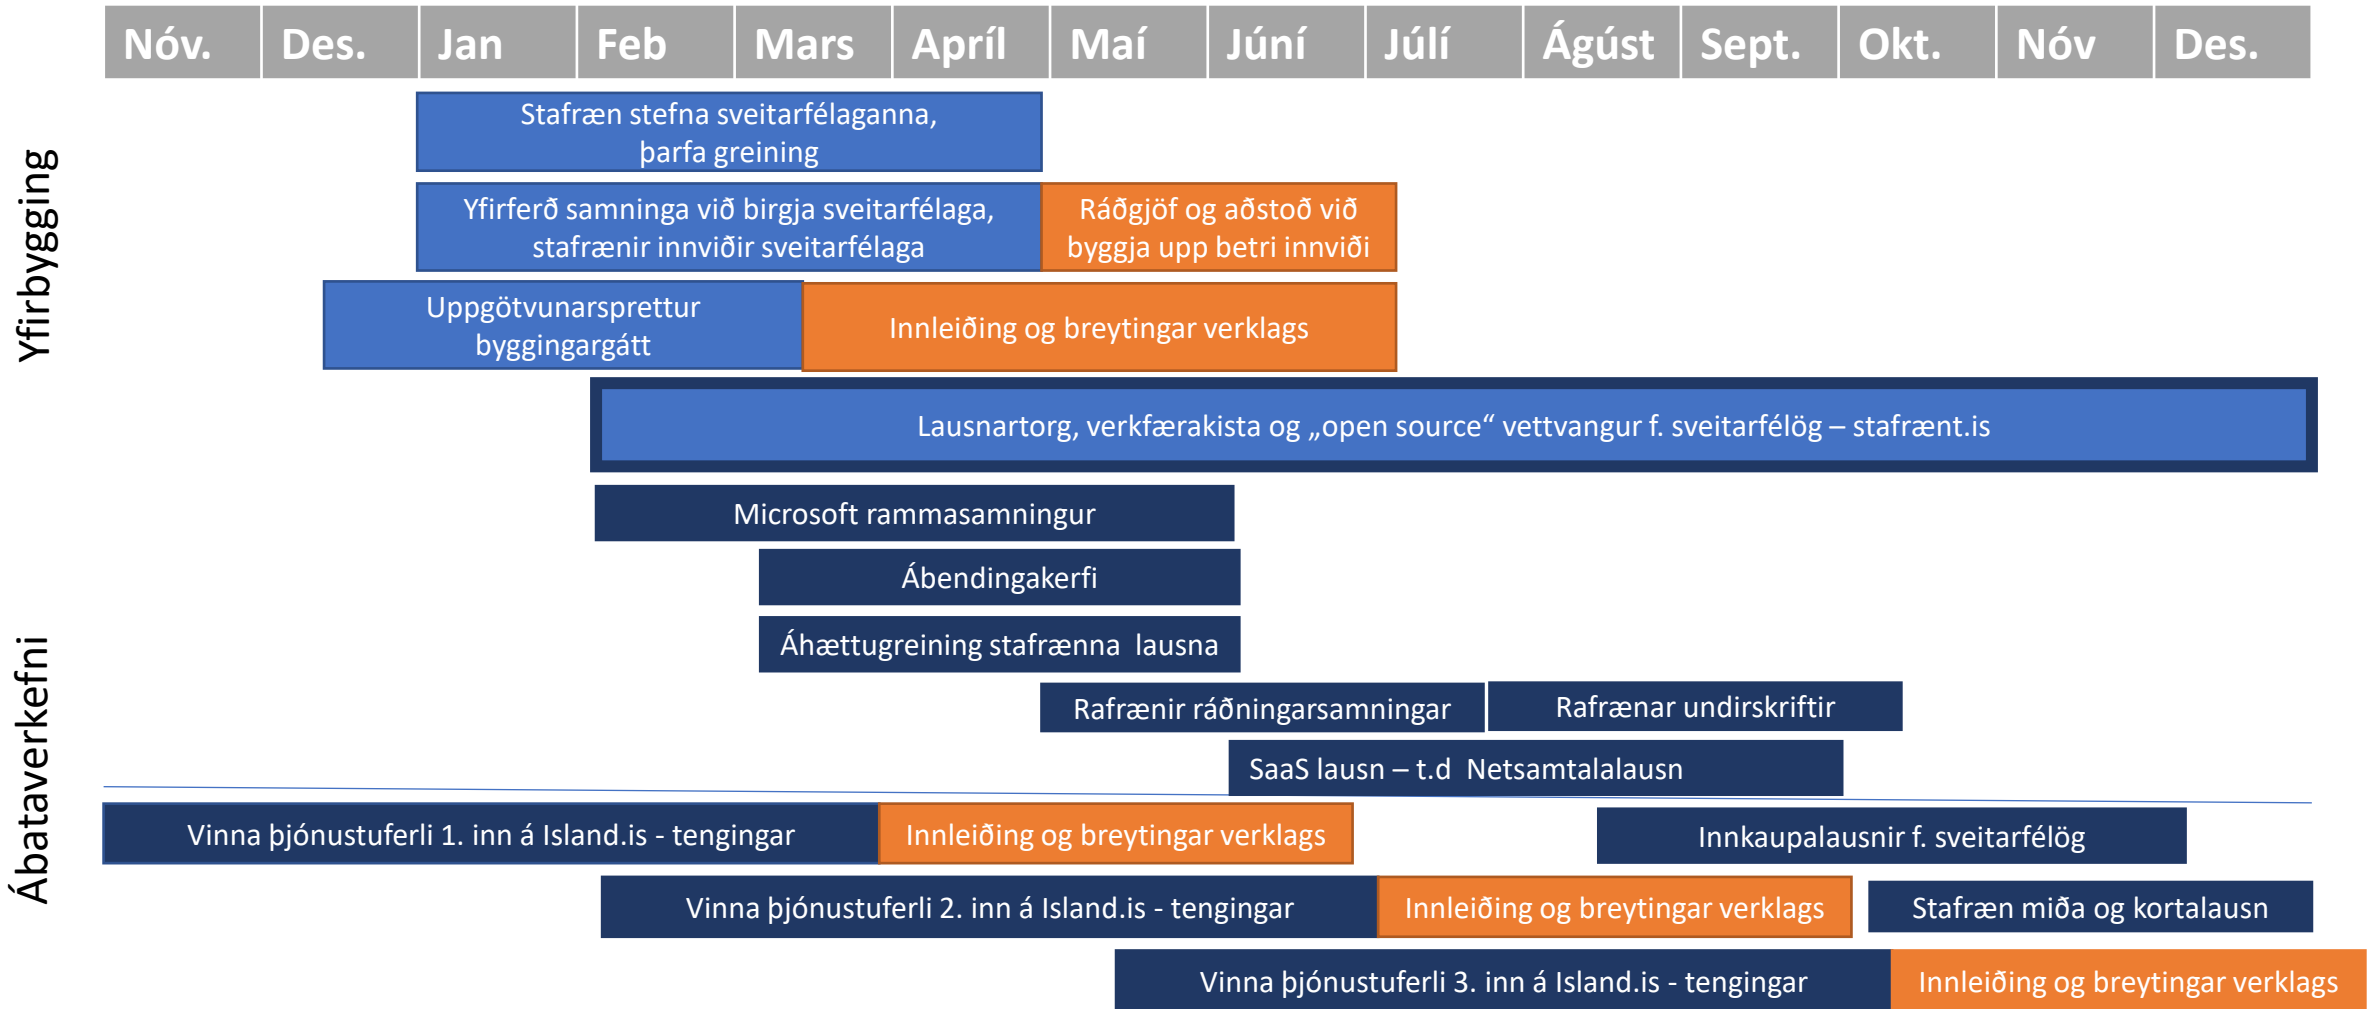 Nóv. Des. Jan Feb Mars Apríl Maí Júní Júlí Ágúst Sept. Okt. Nóv Des.
Yfirbygging
Stafræn stefna sveitarfélaganna,
þarfa greining
Yfirferð samninga við birgja sveitarfélaga,
stafrænir innviðir sveitarfélaga
Ráðgjöf og aðstoð við
byggja upp betri innviði
Uppgötvunarsprettur
byggingargátt
Innleiðing og breytingar verklags
Lausnartorg, verkfærakista og „open source“ vettvangur f. sveitarfélög – stafrænt.is
Ábataverkefni
Microsoft rammasamningur
Ábendingakerfi
Áhættugreining stafrænna lausna
Rafrænir ráðningarsamningar
Rafrænar undirskriftir
SaaS lausn – t.d Netsamtalalausn
Vinna þjónustuferli 1. inn á Island.is - tengingar
Innleiðing og breytingar verklags
Innkaupalausnir f. sveitarfélög
Vinna þjónustuferli 2. inn á Island.is - tengingar
Innleiðing og breytingar verklags
Stafræn miða og kortalausn
Vinna þjónustuferli 3. inn á Island.is - tengingar
Innleiðing og breytingar verklags